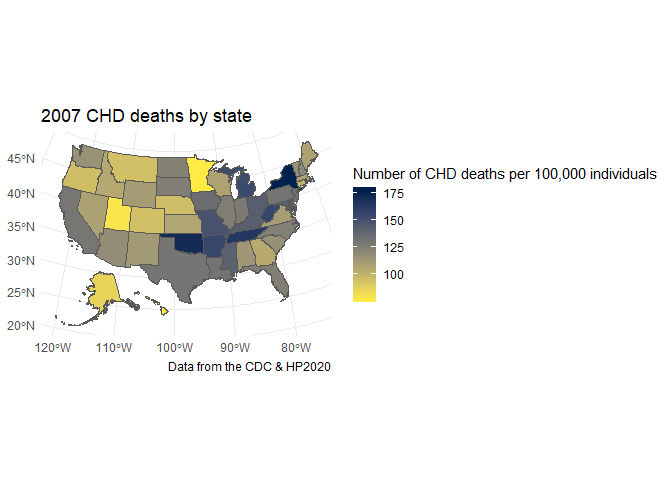 2007 CHD deaths by state
45°N
40°N
35°N
30°N
25°N
20°N
120°W
110°W
100°W
90°W
80°W
Data from the CDC & HP2020
Number of CHD deaths per 100,000 individuals
175
150
125
100